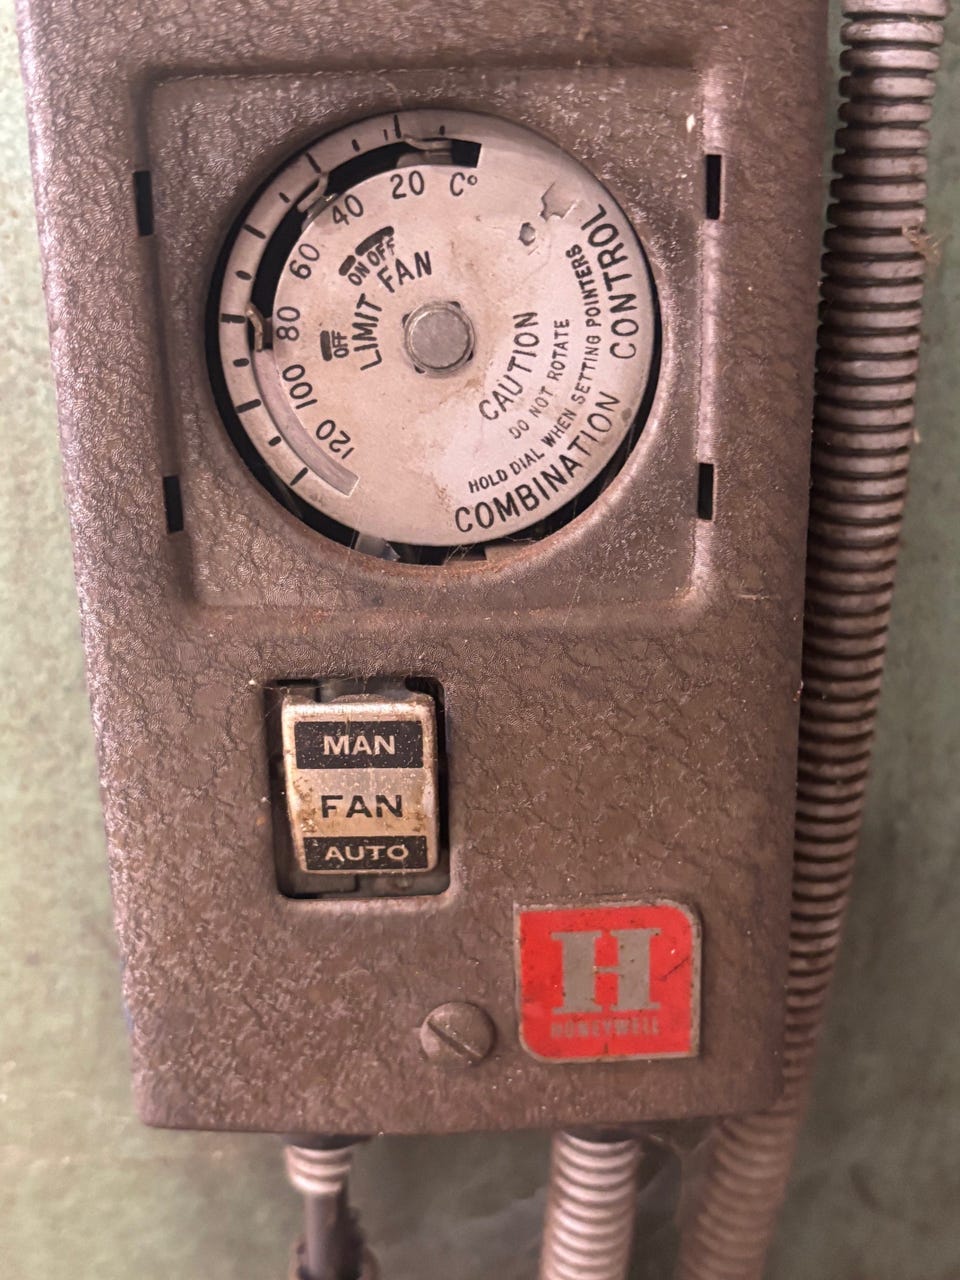 20 C°
40
60
80
100
120
ON OFF
FAN
OFF
LIMIT
CAUTION
DO NOT ROTATE
HOLD DIAL WHEN SETTING POINTERS
COMBINATION CONTROL
MAN
FAN
AUTO
H
HONEYWELL